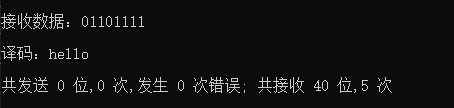 接收数据：01101111
译码：hello
共发送 0 位,0 次,发生 0 次错误; 共接收 40 位,5 次